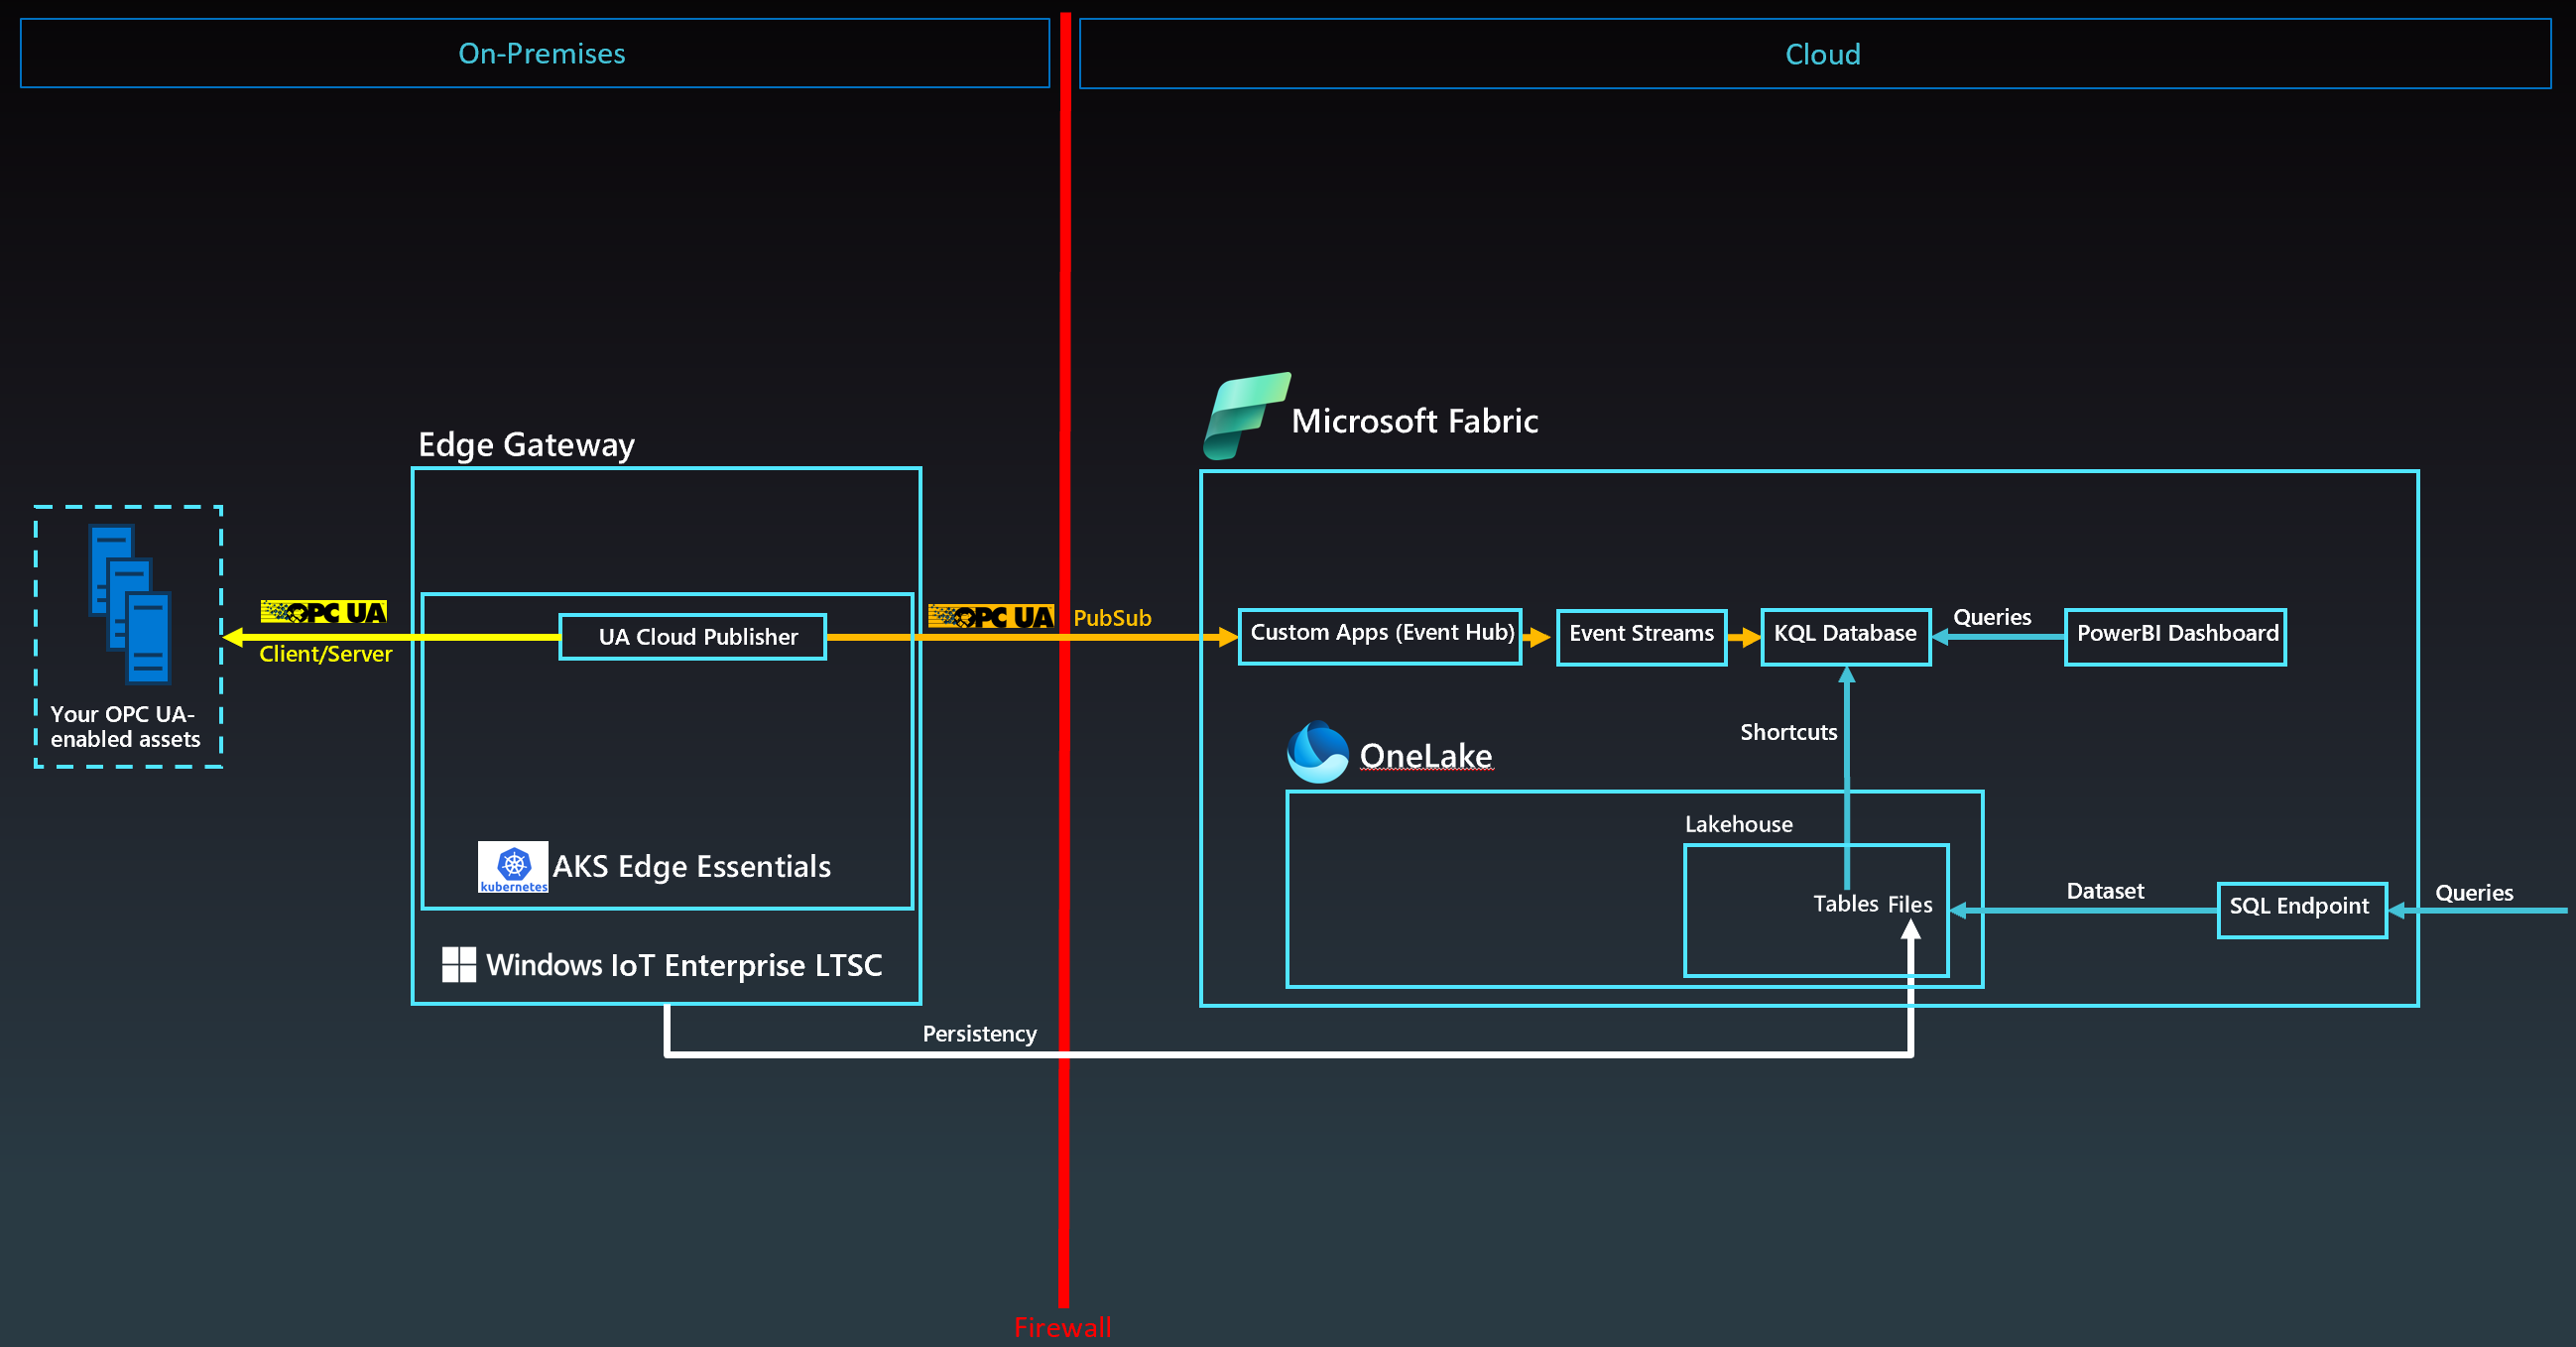 On-Premises
Cloud
Microsoft Fabric
Edge Gateway
OPC UA
Client/Server
UA Cloud Publisher
OPC UA
PubSub
Custom Apps (Event Hub)
Event Streams
KQL Database
Queries
PowerBI Dashboard
Your OPC UA-
enabled assets
Shortcuts
OneLake
Lakehouse
kubernetes
AKS Edge Essentials
Tables
Files
Dataset
SQL Endpoint
Queries
Windows IoT Enterprise LTSC
Persistency
Firewall